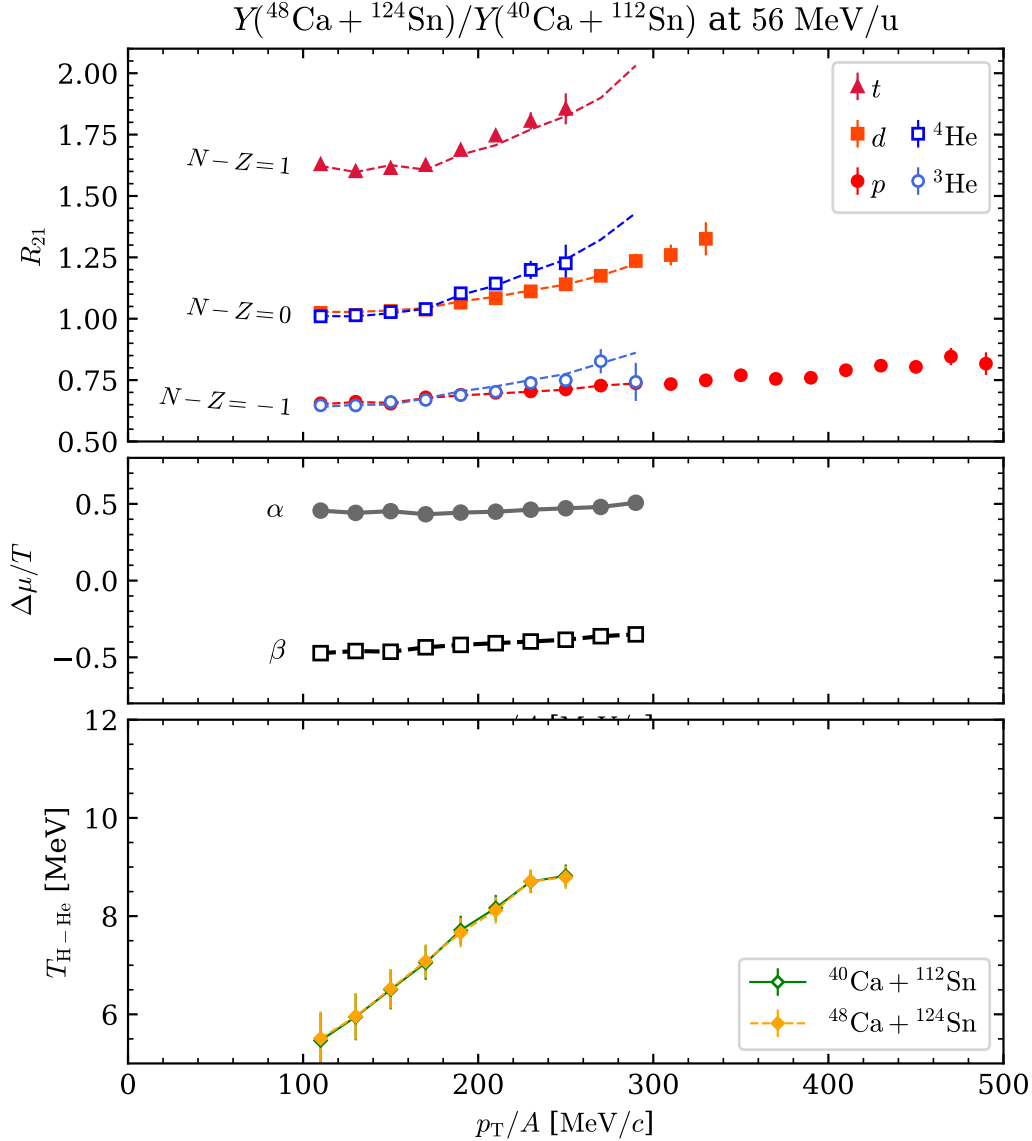 Y(⁴⁸Ca + ¹²⁴Sn)/Y(⁴⁰Ca + ¹¹²Sn) at 56 MeV/u
R₂₁
2.00
1.75
1.50
1.25
1.00
0.75
0.50
N − Z = 1
N − Z = 0
N − Z = −1
t
d
⁴He
p
³He
Δμ/T
0.5
0.0
−0.5
α
β
T_{H−He} [MeV]
12
10
8
6
⁴⁰Ca + ¹¹²Sn
⁴⁸Ca + ¹²⁴Sn
0
100
200
300
400
500
p_T/A [MeV/c]